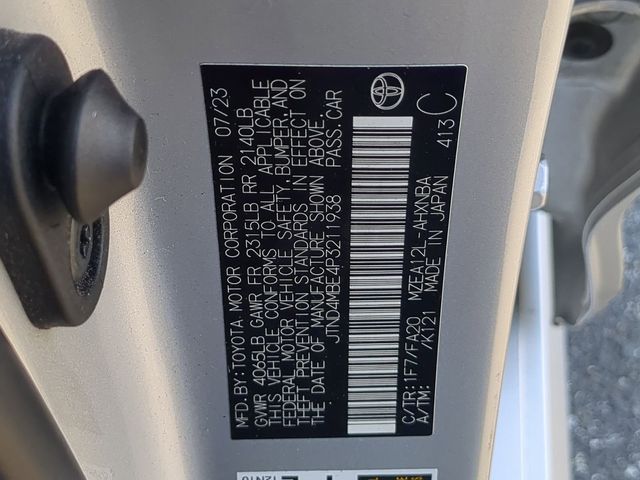 MFD.BY:TOYOTA MOTOR CORPORATION 07/23
GVWR 4065LB GAWR FR 2315LB RR 2140LB
THIS VEHICLE CONFORMS TO ALL APPLICABLE
FEDERAL MOTOR VEHICLE SAFETY,BUMPER,AND
THEFT PREVENTION STANDARDS IN EFFECT ON
THE DATE OF MANUFACTURE SHOWN ABOVE.
JTND4MBE4P3211938 PASS.CAR
C/TR:1F7/FA20 MZEA12L-AHXNBA
A/TM: /K121 MADE IN JAPAN 413 C